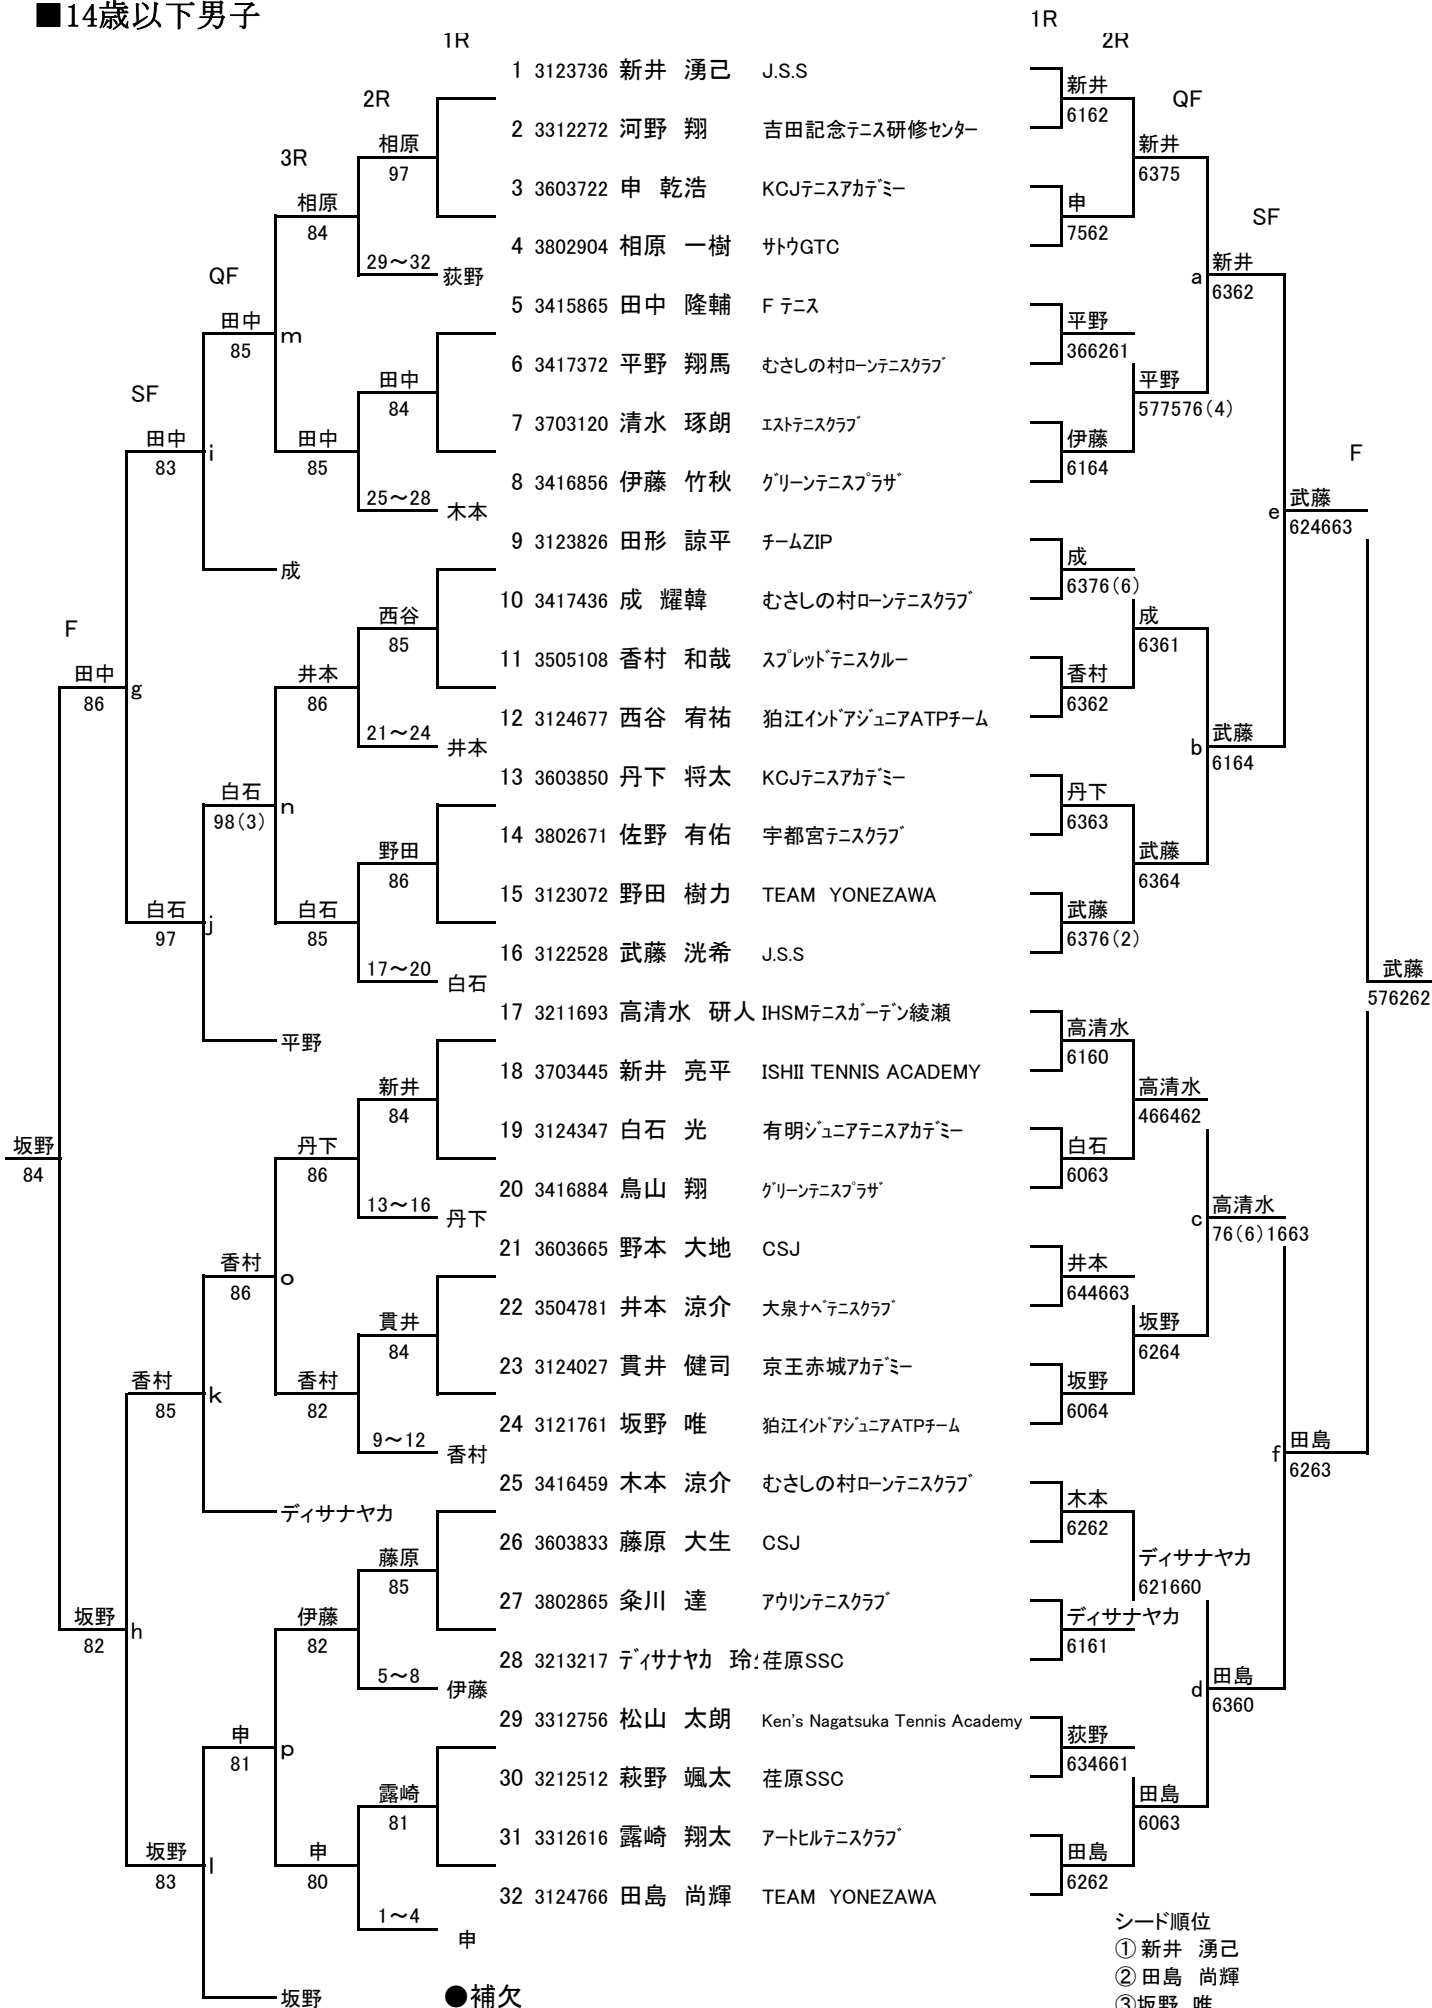 ■14歳以下男子
1R
2R
3R
QF
SF
F
1R
2R
QF
SF
F
1 3123736 新井 湧己 J.S.S
2 3312272 河野 翔 吉田記念テニス研修センター
3 3603722 申 乾浩 KCJテニスアカデミー
4 3802904 相原 一樹 サトウGTC
5 3415865 田中 隆輔 F テニス
6 3417372 平野 翔馬 むさしの村ローンテニスクラブ
7 3703120 清水 琢朗 エストテニスクラブ
8 3416856 伊藤 竹秋 グリーンテニスプラザ
9 3123826 田形 諒平 チームZIP
10 3417436 成 耀韓 むさしの村ローンテニスクラブ
11 3505108 香村 和哉 スプレッドテニスクルー
12 3124677 西谷 宥祐 狛江インドアジュニアATPチーム
13 3603850 丹下 将太 KCJテニスアカデミー
14 3802671 佐野 有佑 宇都宮テニスクラブ
15 3123072 野田 樹力 TEAM YONEZAWA
16 3122528 武藤 洸希 J.S.S
17 3211693 高清水 研人 IHSMテニスガーデン綾瀬
18 3703445 新井 亮平 ISHII TENNIS ACADEMY
19 3124347 白石 光 有明ジュニアテニスアカデミー
20 3416884 鳥山 翔 グリーンテニスプラザ
21 3603665 野本 大地 CSJ
22 3504781 井本 涼介 大泉ナベテニスクラブ
23 3124027 貫井 健司 京王赤城アカデミー
24 3121761 坂野 唯 狛江インドアジュニアATPチーム
25 3416459 木本 涼介 むさしの村ローンテニスクラブ
26 3603833 藤原 大生 CSJ
27 3802865 粂川 達 アウリンテニスクラブ
28 3213217 ディサナヤカ 玲 荏原SSC
29 3312756 松山 太朗 Ken's Nagatsuka Tennis Academy
30 3212512 萩野 颯太 荏原SSC
31 3312616 露崎 翔太 アートヒルテニスクラブ
32 3124766 田島 尚輝 TEAM YONEZAWA
相原
97
29～32
荻野
田中
84
25～28
木本
西谷
85
21～24
井本
野田
86
17～20
白石
新井
84
13～16
丹下
貫井
84
9～12
香村
藤原
85
5～8
伊藤
露崎
81
1～4
申
相原
84
田中
85
井本
86
白石
85
丹下
86
香村
82
伊藤
82
申
80
田中
85
m
成
白石
98(3)
n
平野
香村
86
o
ディサナヤカ
申
81
p
坂野
田中
83
i
白石
97
j
香村
85
k
坂野
83
l
田中
86
g
坂野
82
h
坂野
84
新井
6162
申
7562
平野
366261
伊藤
6164
成
6376(6)
香村
6362
丹下
6363
武藤
6376(2)
高清水
6160
白石
6063
井本
644663
坂野
6064
木本
6262
ディサナヤカ
6161
荻野
634661
田島
6262
新井
6375
平野
577576(4)
成
6361
武藤
6364
高清水
466462
坂野
6264
ディサナヤカ
621660
田島
6063
a
新井
6362
b
武藤
6164
c
高清水
76(6)1663
d
田島
6360
e
武藤
624663
f
田島
6263
武藤
576262
●補欠
シード順位
①新井 湧己
②田島 尚輝
③坂野 唯